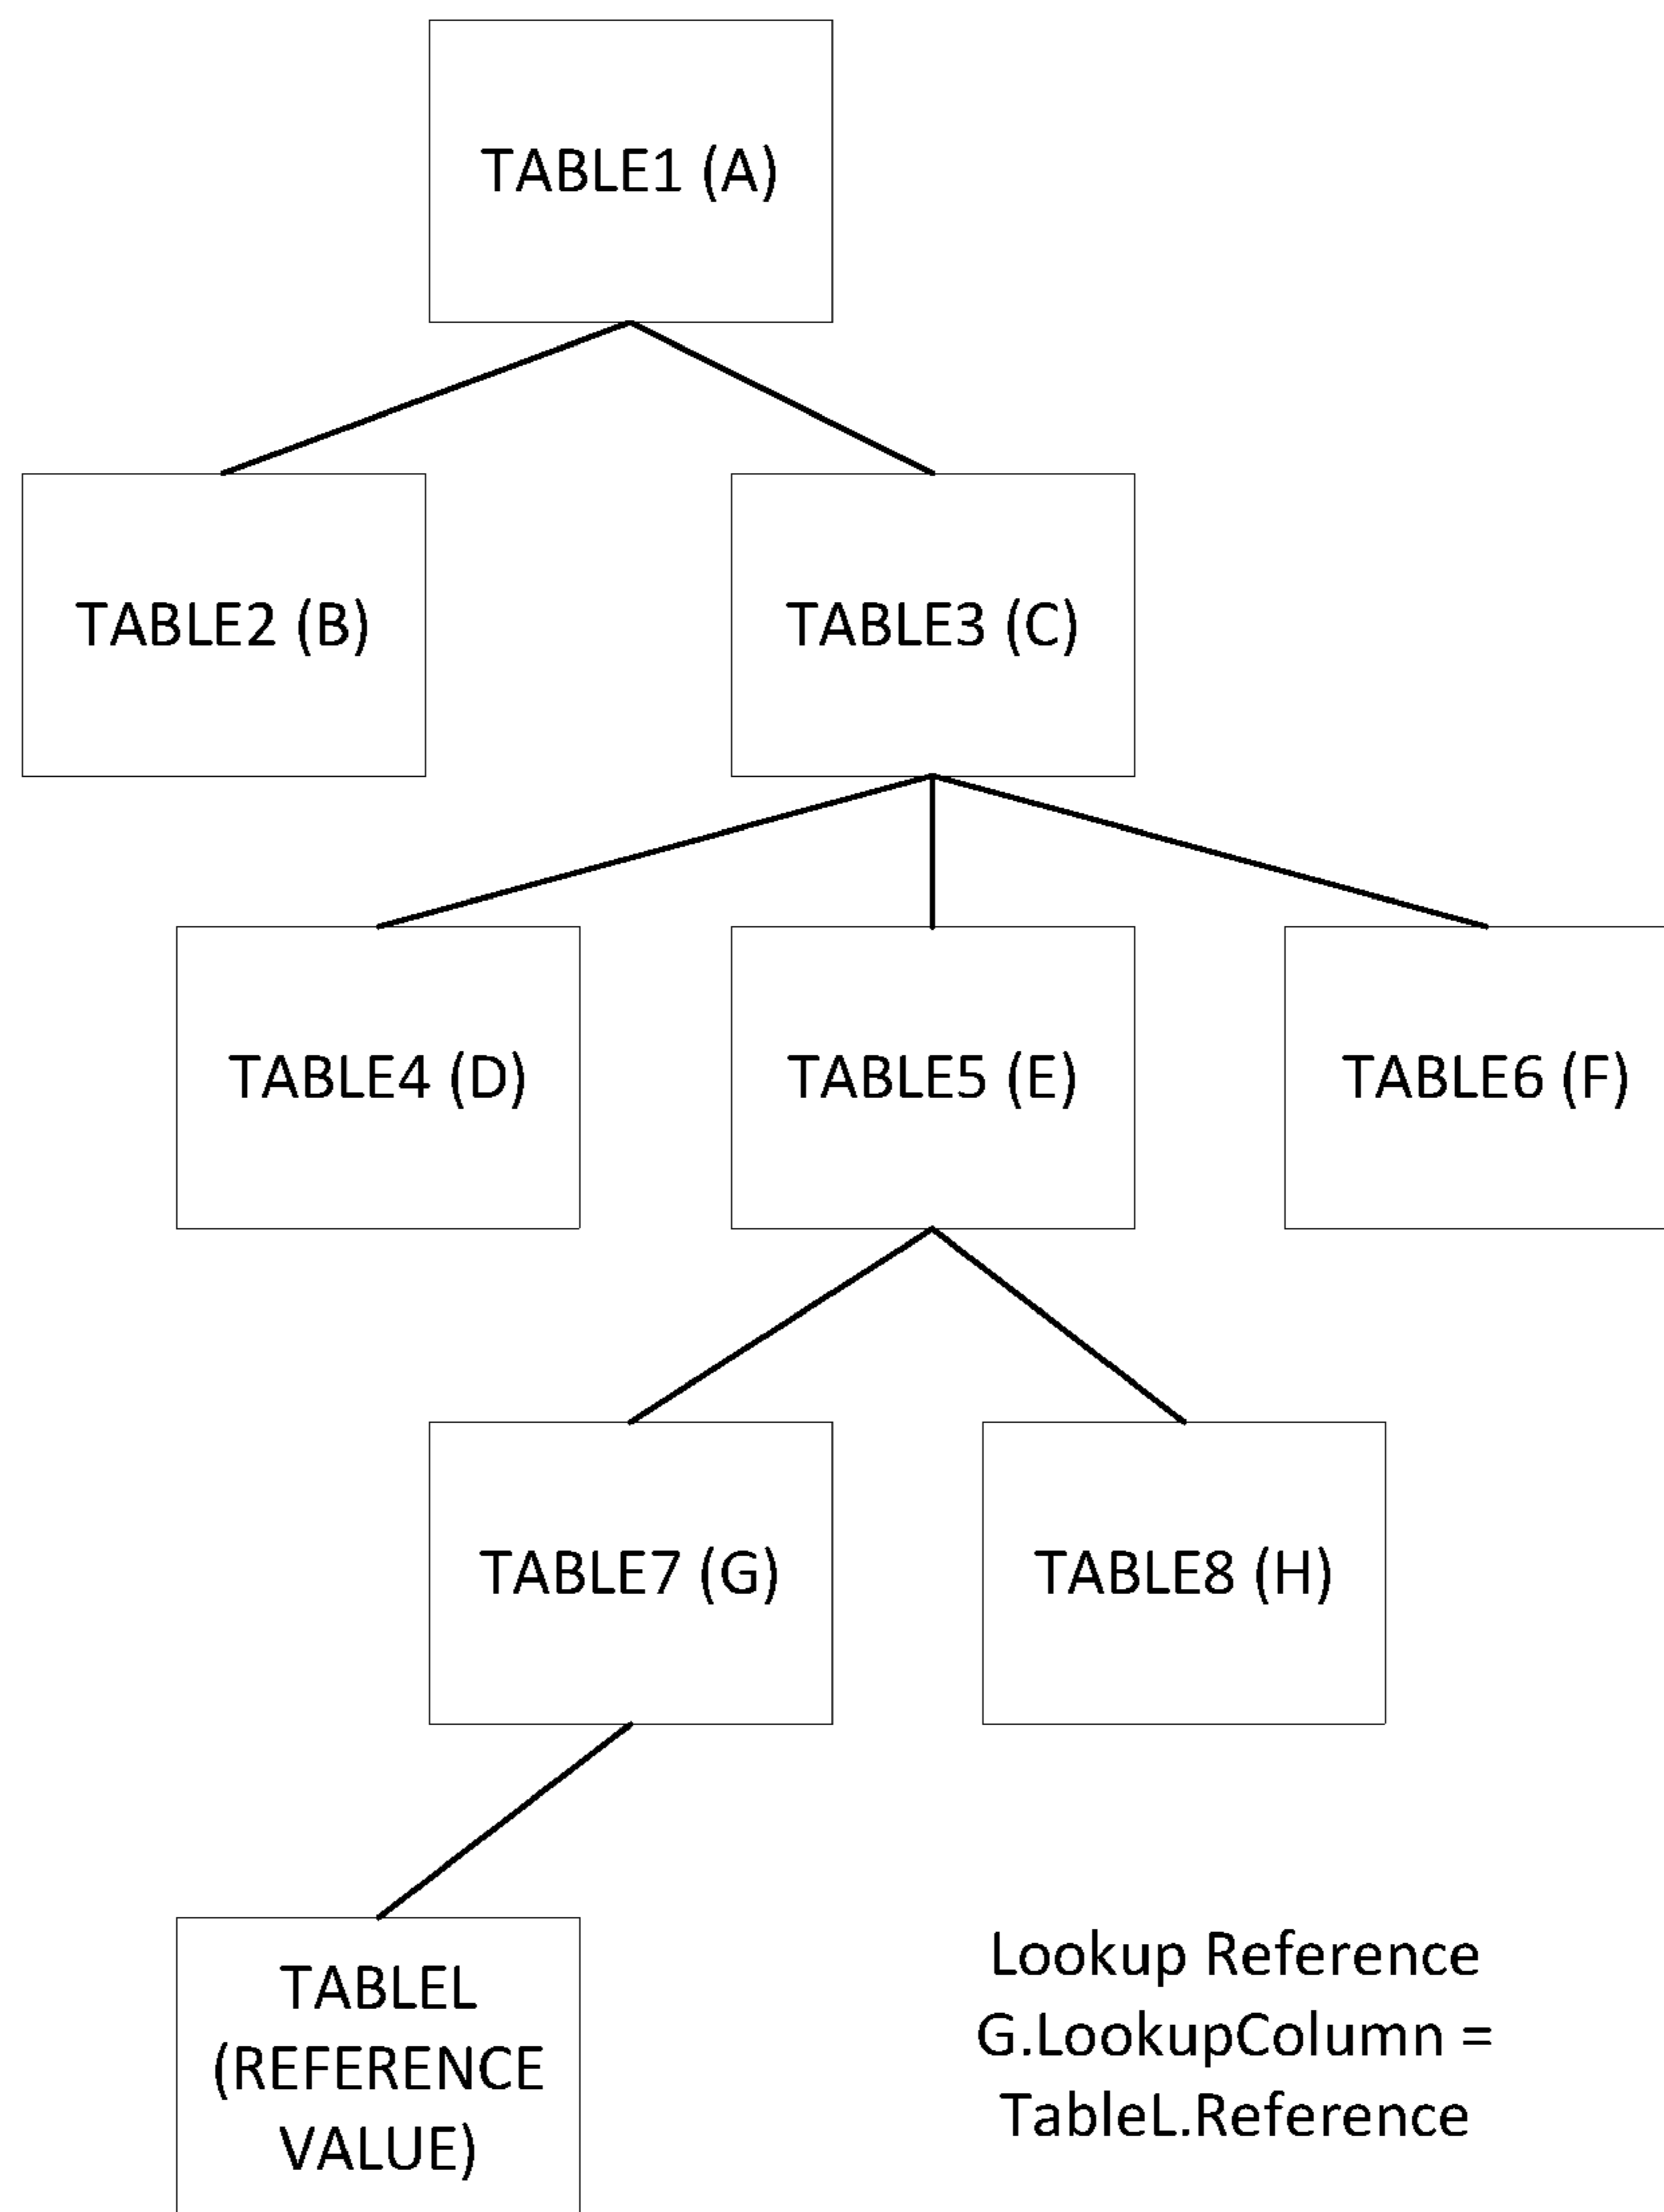 TABLE1 (A)
TABLE2 (B)
TABLE3 (C)
TABLE4 (D)
TABLE5 (E)
TABLE6 (F)
TABLE7 (G)
TABLE8 (H)
TABLEL
(REFERENCE
VALUE)
Lookup Reference
G.LookupColumn =
TableL.Reference